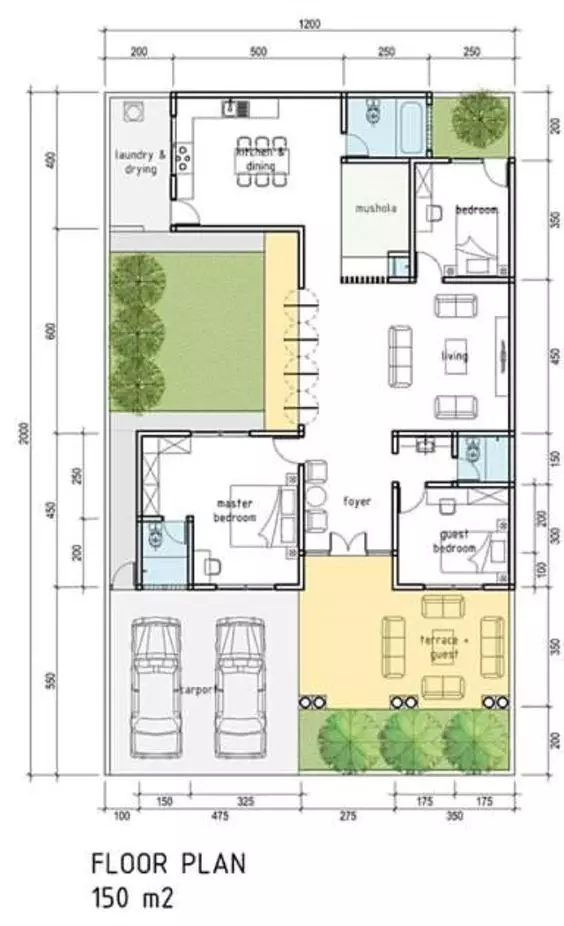 1200
200
500
250
250
laundry &
drying
kitchen &
dining
mushola
bedroom
living
master
bedroom
foyer
guest
bedroom
carport
terrace +
guest
2000
400
600
450
550
250
200
200
350
450
150
200
300
100
350
200
150
325
175
175
100
475
275
350
FLOOR PLAN
150 m2